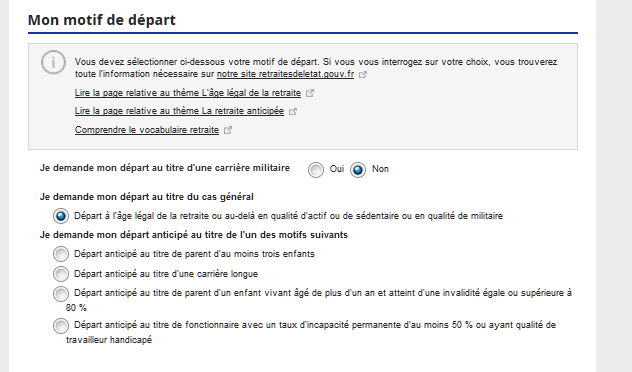 Mon motif de départ
Vous devez sélectionner ci-dessous votre motif de départ. Si vous vous interrogez sur votre choix, vous trouverez
toute l'information nécessaire sur notre site retraitesdeletat.gouv.fr
Lire la page relative au thème L'âge légal de la retraite
Lire la page relative au thème La retraite anticipée
Comprendre le vocabulaire retraite
Je demande mon départ au titre d'une carrière militaire Oui Non
Je demande mon départ au titre du cas général
Départ à l'âge légal de la retraite ou au-delà en qualité d'actif ou de sédentaire ou en qualité de militaire
Je demande mon départ anticipé au titre de l'un des motifs suivants
Départ anticipé au titre de parent d'au moins trois enfants
Départ anticipé au titre d'une carrière longue
Départ anticipé au titre de parent d'un enfant vivant âgé de plus d'un an et atteint d'une invalidité égale ou supérieure à
80 %
Départ anticipé au titre de fonctionnaire avec un taux d'incapacité permanente d'au moins 50 % ou ayant qualité de
travailleur handicapé